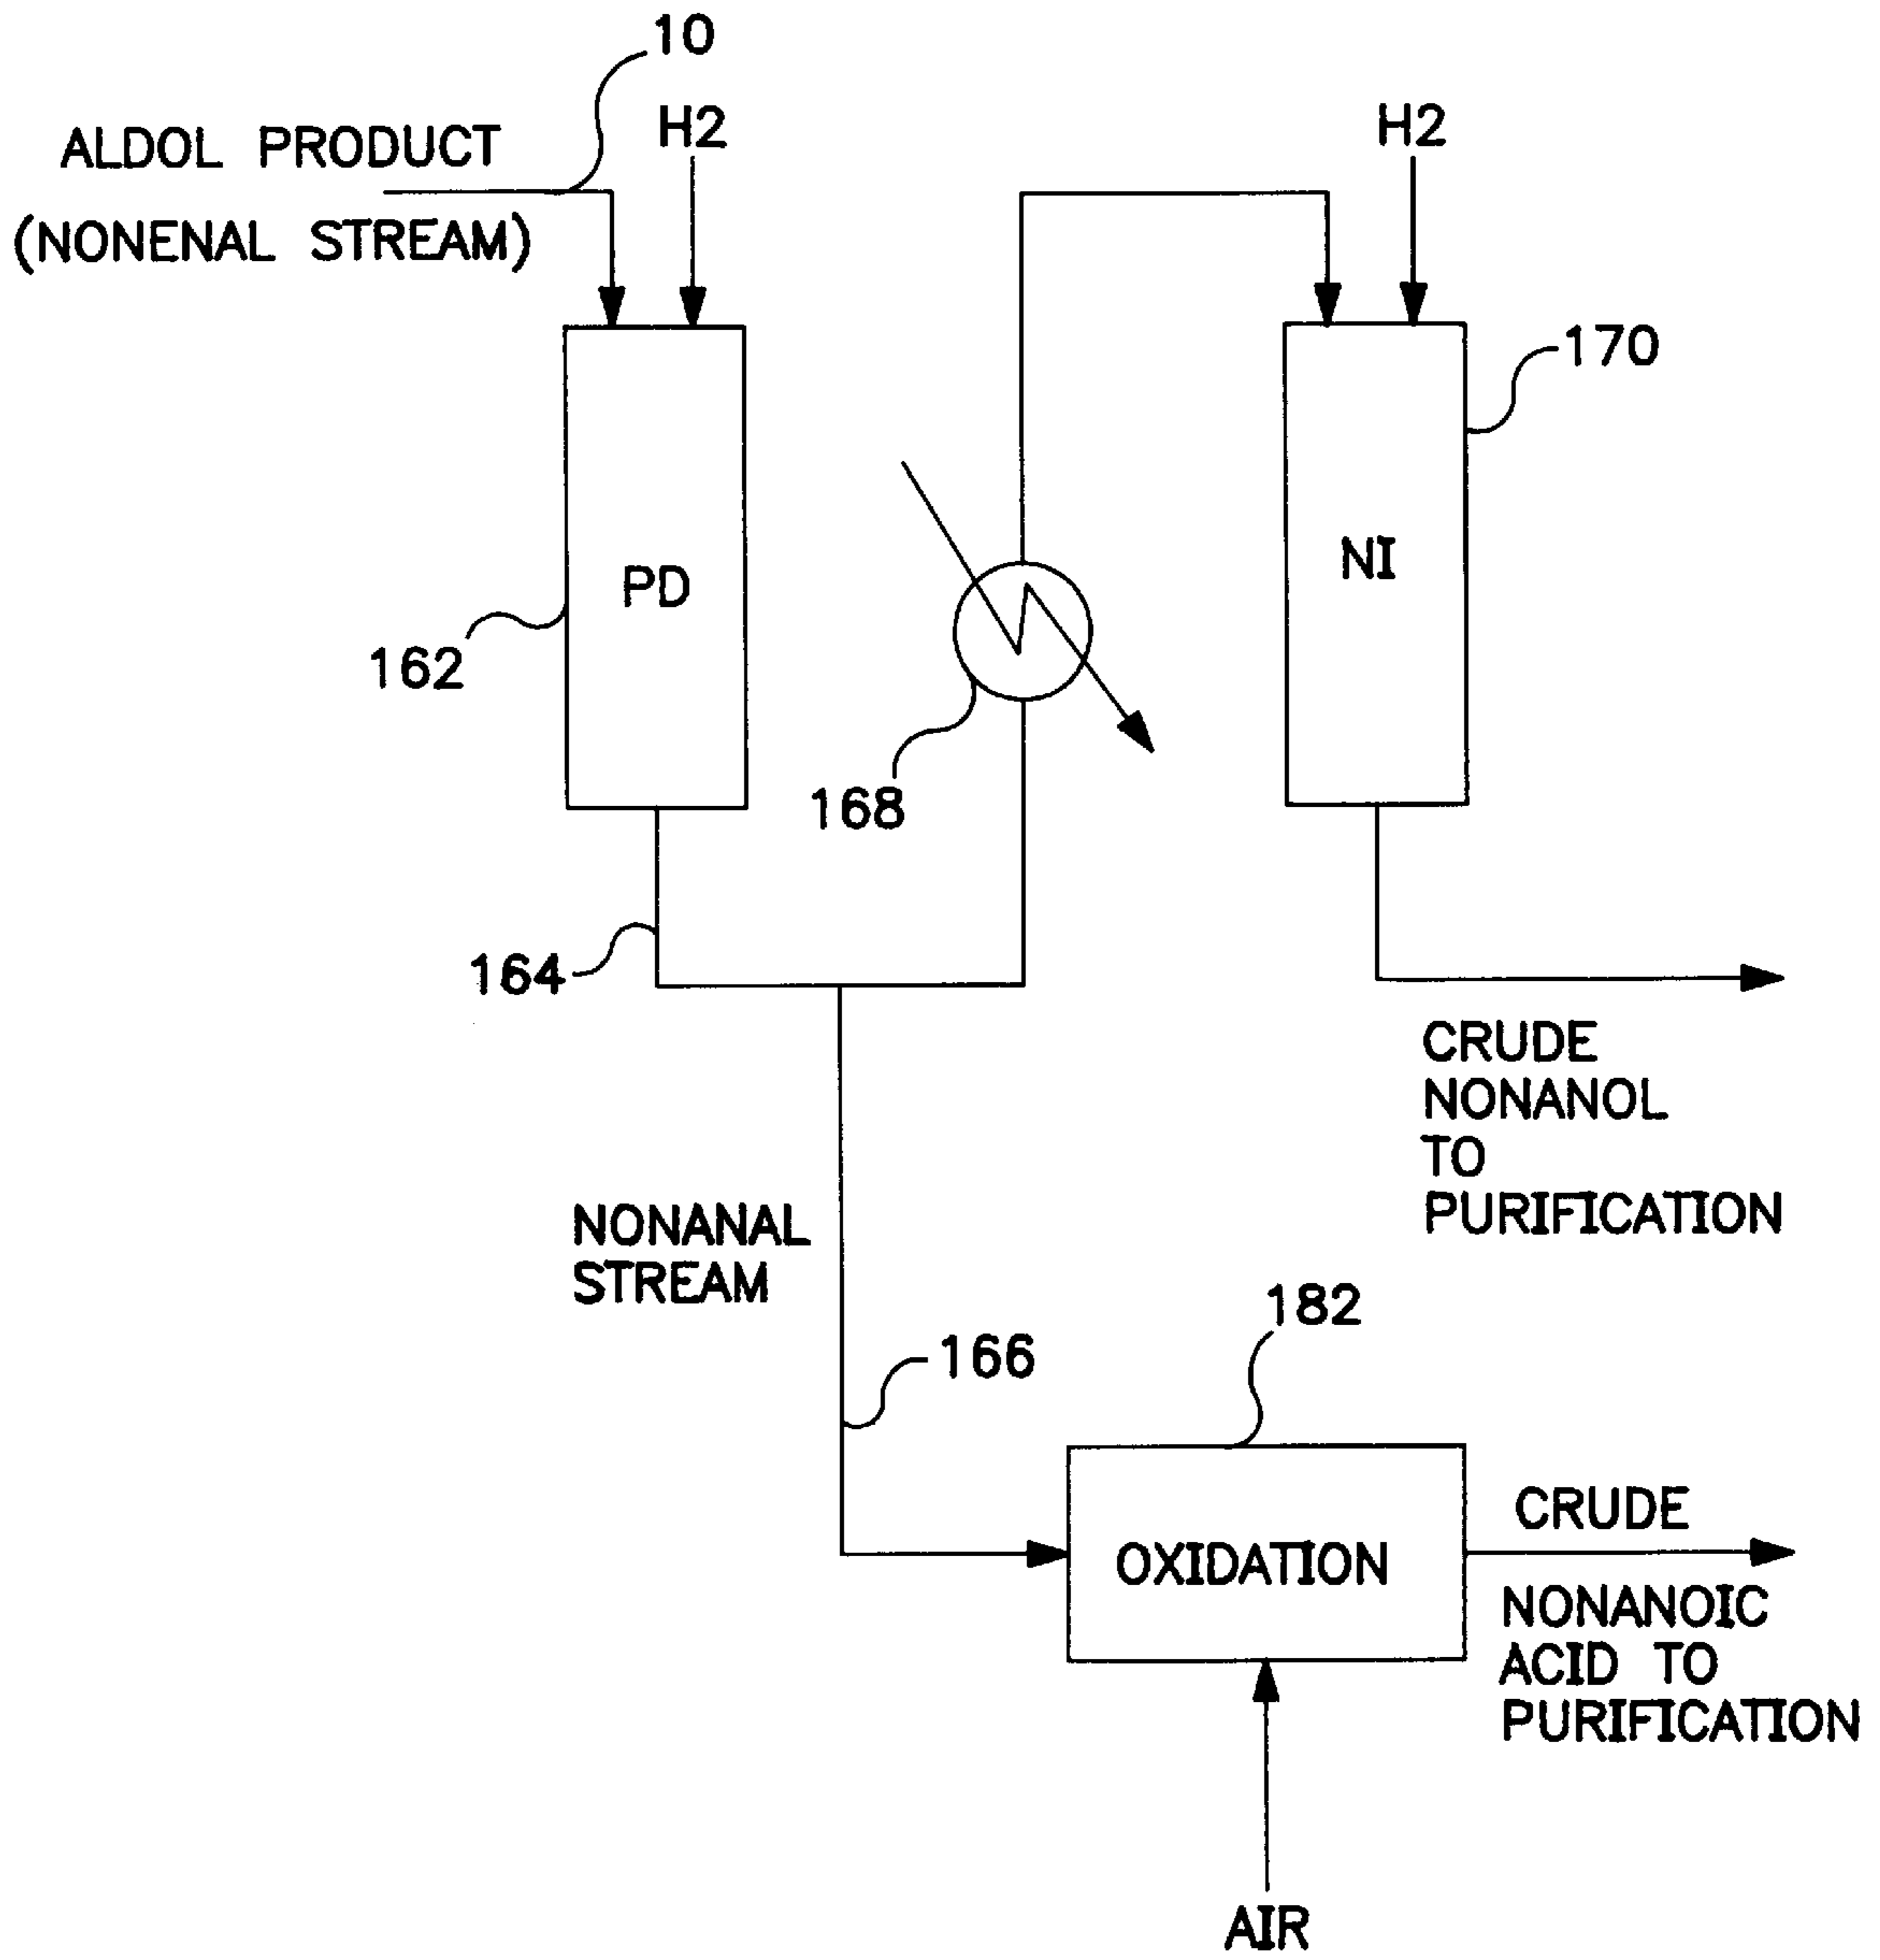 10
ALDOL PRODUCT
(NONENAL STREAM)
H2
H2
170
PD
NI
162
168
164
CRUDE
NONANOL
TO
PURIFICATION
NONANAL
STREAM
182
166
OXIDATION
CRUDE
NONANOIC
ACID TO
PURIFICATION
AIR